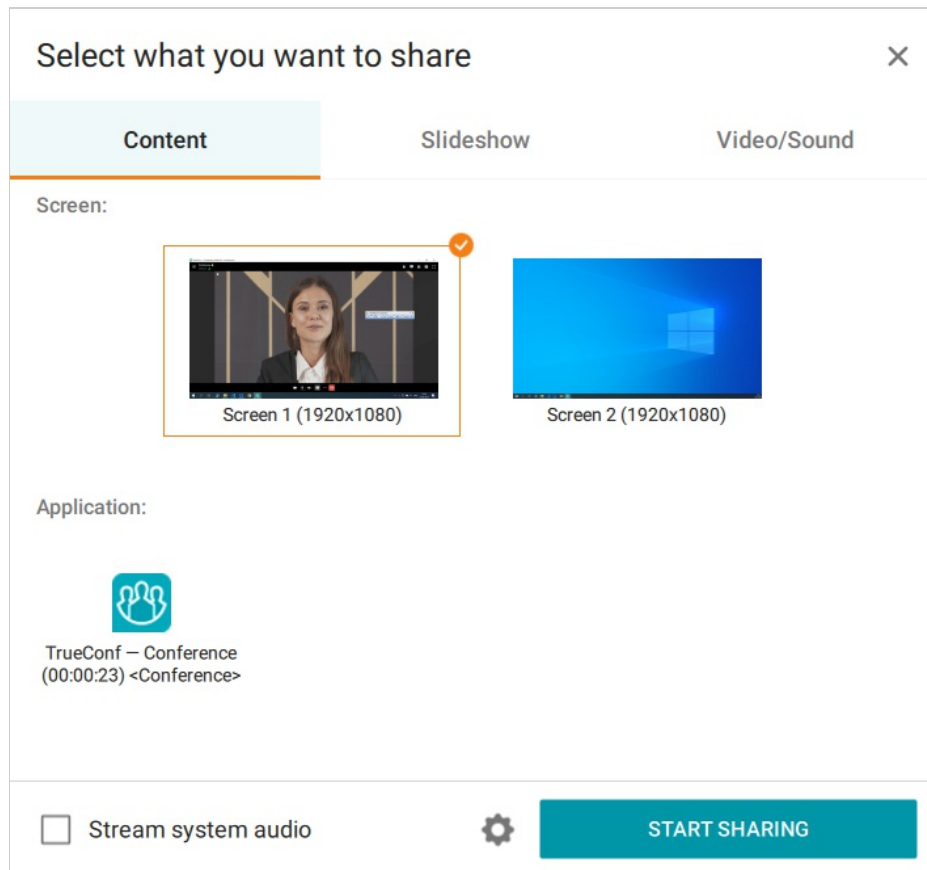 Select what you want to share
Content
Slideshow
Video/Sound
Screen:
Screen 1 (1920x1080)
Screen 2 (1920x1080)
Application:
TrueConf — Conference
(00:00:23) <Conference>
Stream system audio
START SHARING